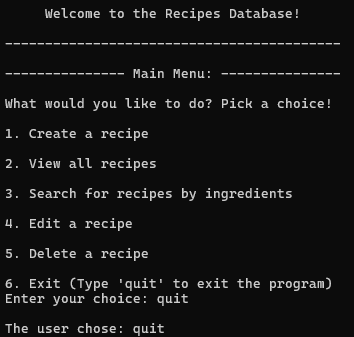 Welcome to the Recipes Database!
------------------------------------------
--------------- Main Menu: ---------------
What would you like to do? Pick a choice!
1. Create a recipe
2. View all recipes
3. Search for recipes by ingredients
4. Edit a recipe
5. Delete a recipe
6. Exit (Type 'quit' to exit the program)
Enter your choice: quit
The user chose: quit